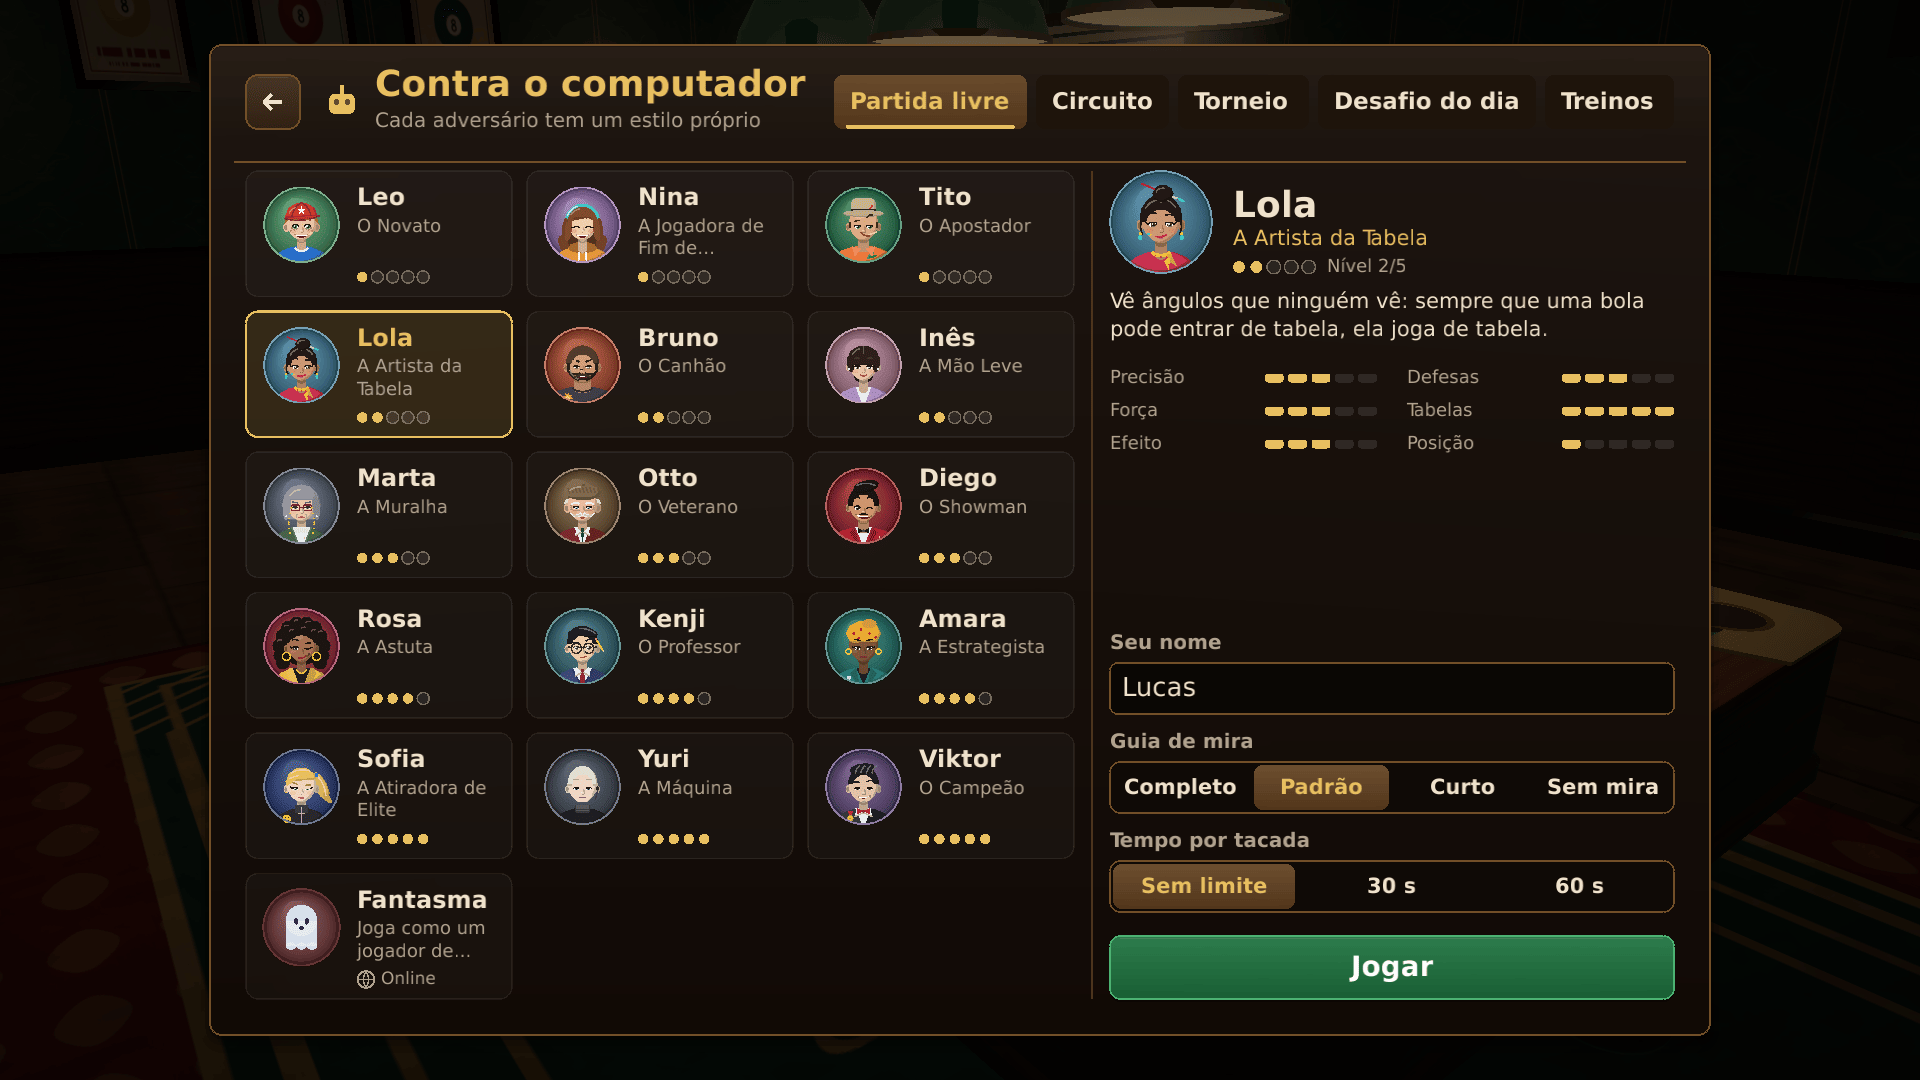 Contra o computador
Cada adversário tem um estilo próprio
Partida livre
Circuito
Torneio
Desafio do dia
Treinos
Leo
O Novato
Nina
A Jogadora de
Fim de...
Tito
O Apostador
Lola
A Artista da
Tabela
Bruno
O Canhão
Inês
A Mão Leve
Marta
A Muralha
Otto
O Veterano
Diego
O Showman
Rosa
A Astuta
Kenji
O Professor
Amara
A Estrategista
Sofia
A Atiradora de
Elite
Yuri
A Máquina
Viktor
O Campeão
Fantasma
Joga como um
jogador de...
Online
Lola
A Artista da Tabela
Nível 2/5
Vê ângulos que ninguém vê: sempre que uma bola
pode entrar de tabela, ela joga de tabela.
Precisão
Defesas
Força
Tabelas
Efeito
Posição
Seu nome
Lucas
Guia de mira
Completo
Padrão
Curto
Sem mira
Tempo por tacada
Sem limite
30 s
60 s
Jogar